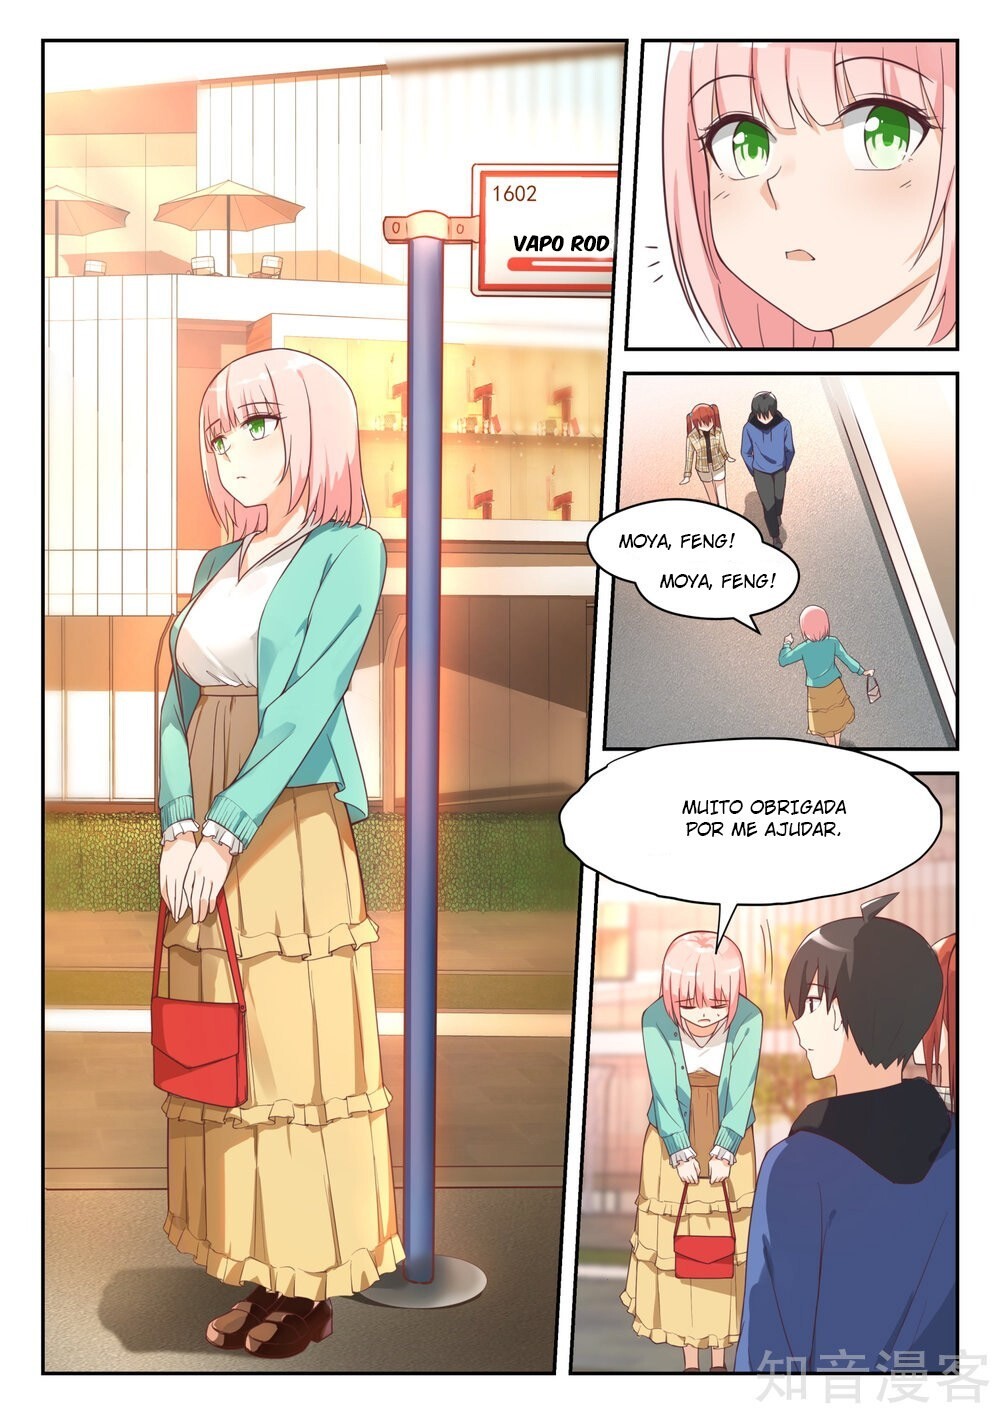 1602
VAPO ROD
MOYA, FENG!
MOYA, FENG!
MUITO OBRIGADA
POR ME AJUDAR.
知音漫客